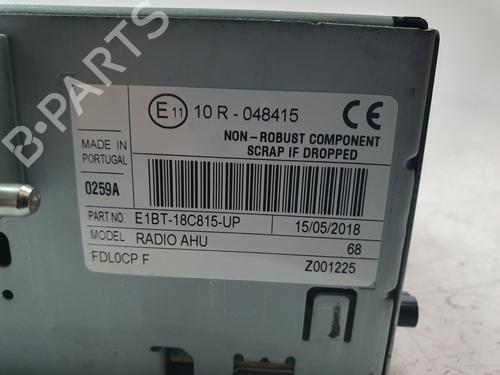 B-PARTS
E 11 10 R - 048415 CE
NON-ROBUST COMPONENT
SCRAP IF DROPPED
MADE IN
PORTUGAL
0259A
PART NO E1BT-18C815-UP 15/05/2018
MODEL RADIO AHU 68
FDL0CP F Z001225